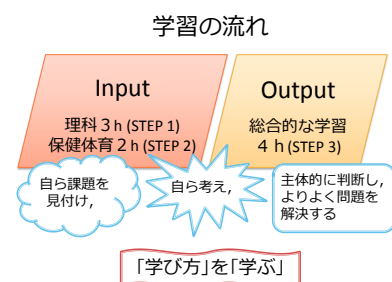 学習の流れ
Input
理科３h (STEP 1)
保健体育２h (STEP 2)
Output
総合的な学習
４ｈ(STEP 3)
自ら課題を
見付け,
自ら考え,
主体的に判断し,
よりよく問題を
解決する
「学び方」を「学ぶ」